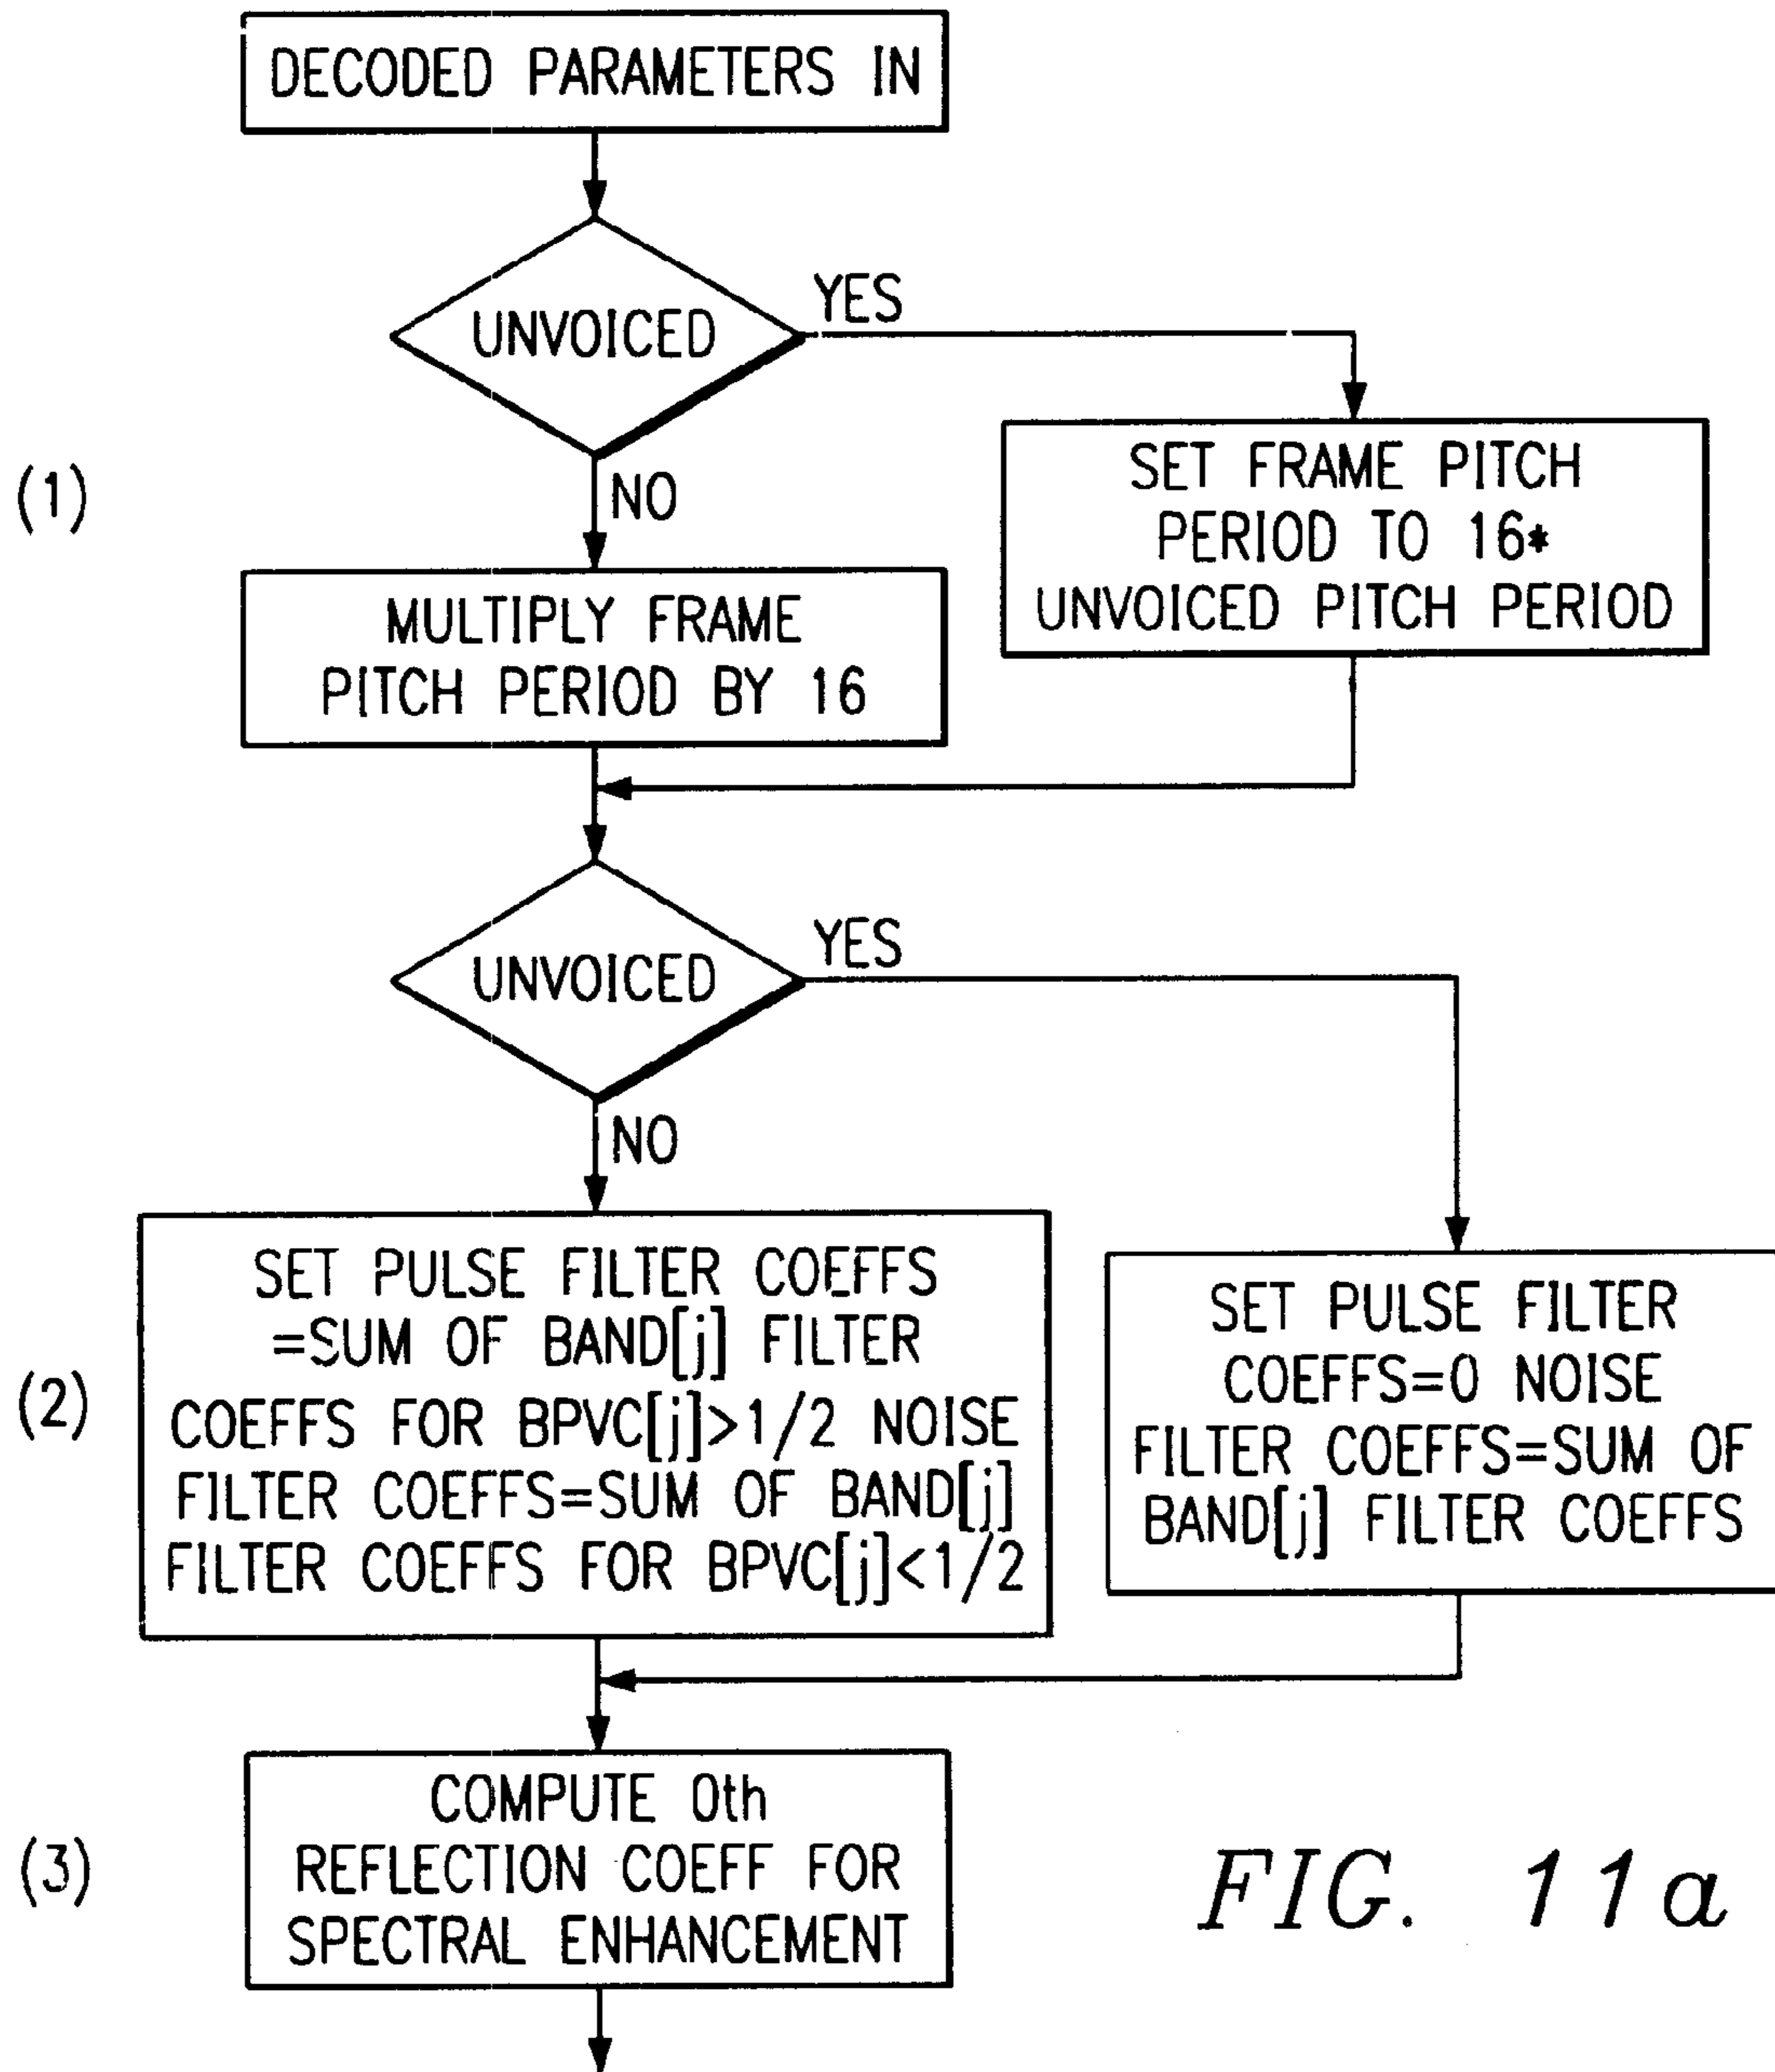 DECODED PARAMETERS IN
UNVOICED
YES
(1)
NO
SET FRAME PITCH
PERIOD TO 16*
UNVOICED PITCH PERIOD
MULTIPLY FRAME
PITCH PERIOD BY 16
UNVOICED
YES
NO
(2)
SET PULSE FILTER COEFFS
=SUM OF BAND[j] FILTER
COEFFS FOR BPVC[j]>1/2 NOISE
FILTER COEFFS=SUM OF BAND[j]
FILTER COEFFS FOR BPVC[j]<1/2
SET PULSE FILTER
COEFFS=0 NOISE
FILTER COEFFS=SUM OF
BAND[j] FILTER COEFFS
(3)
COMPUTE 0th
REFLECTION COEFF FOR
SPECTRAL ENHANCEMENT
FIG. 11a